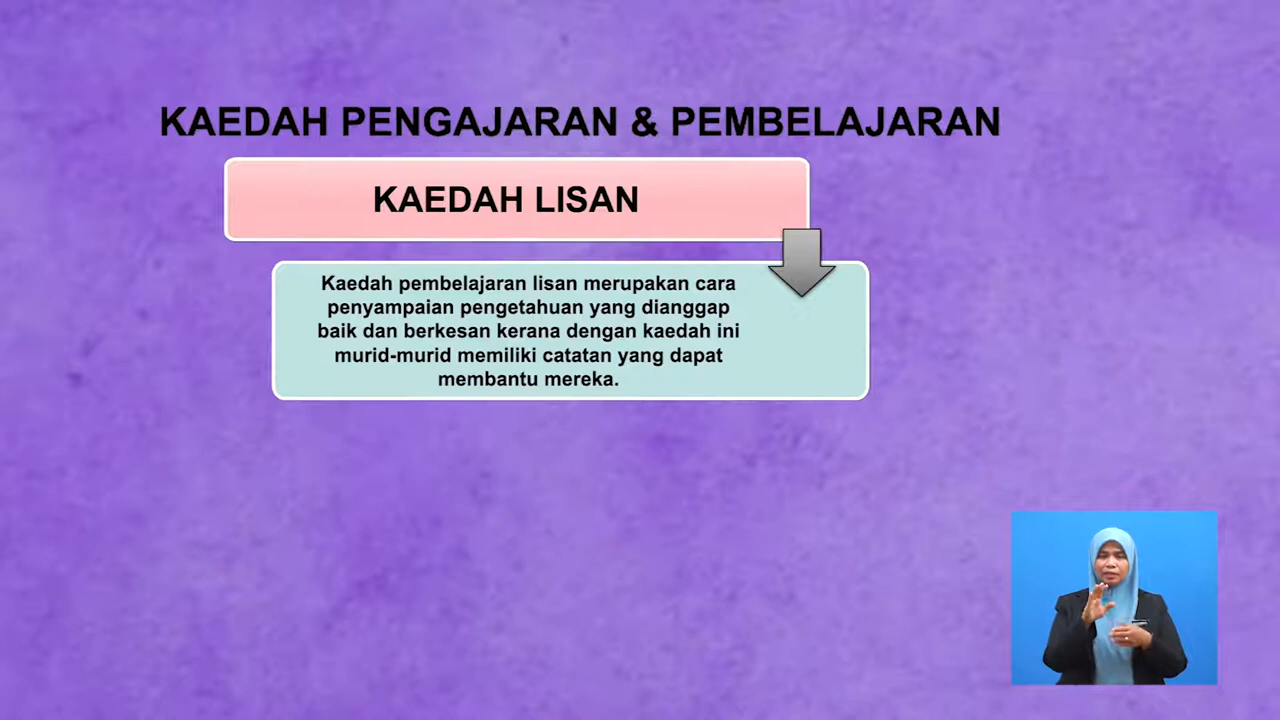 KAEDAH PENGAJARAN & PEMBELAJARAN
KAEDAH LISAN
Kaedah pembelajaran lisan merupakan cara
penyampaian pengetahuan yang dianggap
baik dan berkesan kerana dengan kaedah ini
murid-murid memiliki catatan yang dapat
membantu mereka.